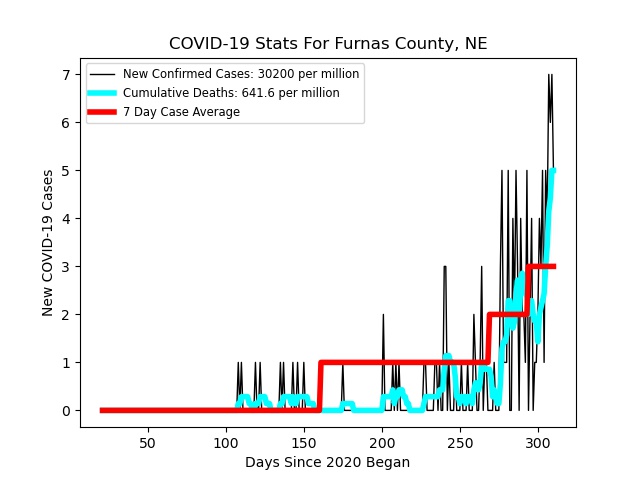 COVID-19 Stats For Furnas County, NE
New Confirmed Cases: 30200 per million
Cumulative Deaths: 641.6 per million
7 Day Case Average
New COVID-19 Cases
7
6
5
4
3
2
1
0
50 100 150 200 250 300
Days Since 2020 Began